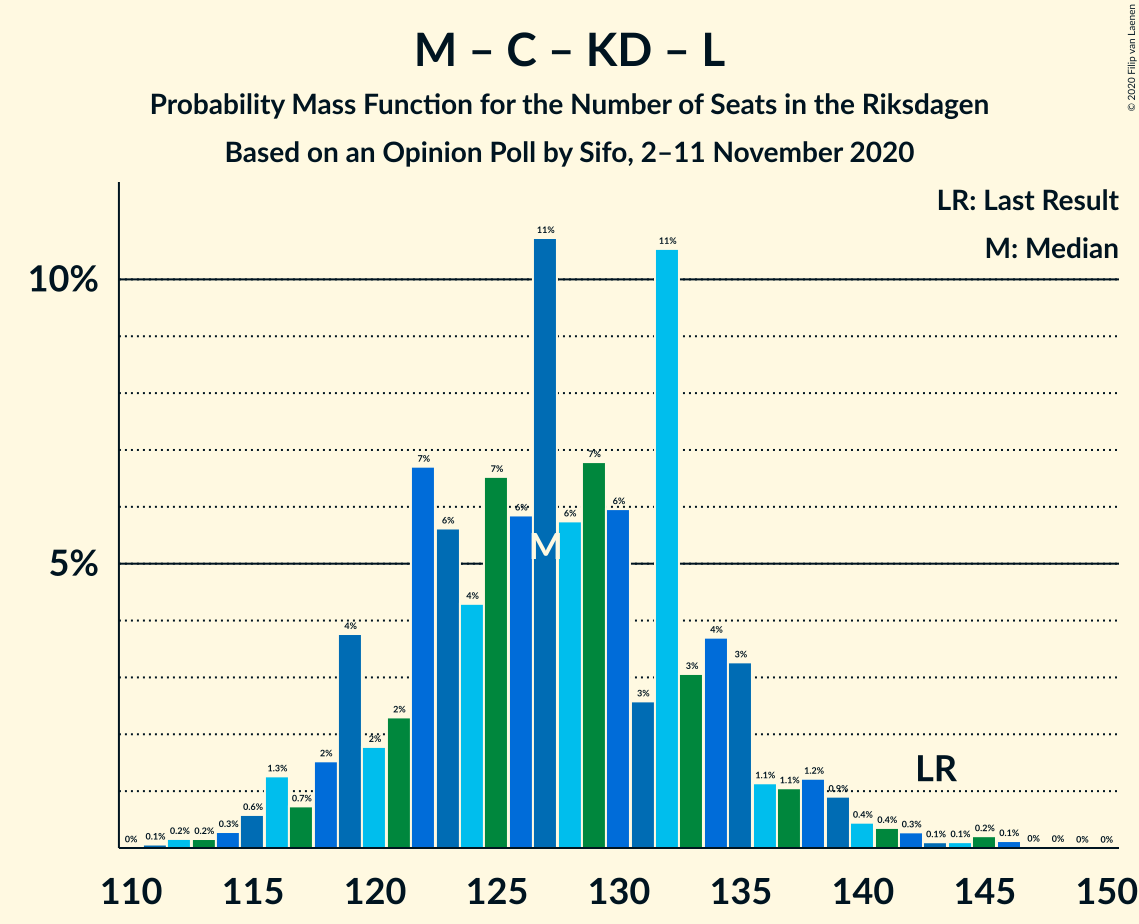 M – C – KD – L
Probability Mass Function for the Number of Seats in the Riksdagen
Based on an Opinion Poll by Sifo, 2–11 November 2020
© 2020 Filip van Laenen
LR: Last Result
M: Median
10%
5%
0% 0.1% 0.2% 0.2% 0.3% 0.6% 1.3% 0.7% 2% 4% 2% 2% 7% 6% 4% 7% 6% 11% 6% 7% 6% 3% 11% 3% 4% 3% 1.1% 1.1% 1.2% 0.9% 0.4% 0.4% 0.3% 0.1% 0.1% 0.2% 0.1% 0% 0% 0% 0%
M
LR
110 115 120 125 130 135 140 145 150